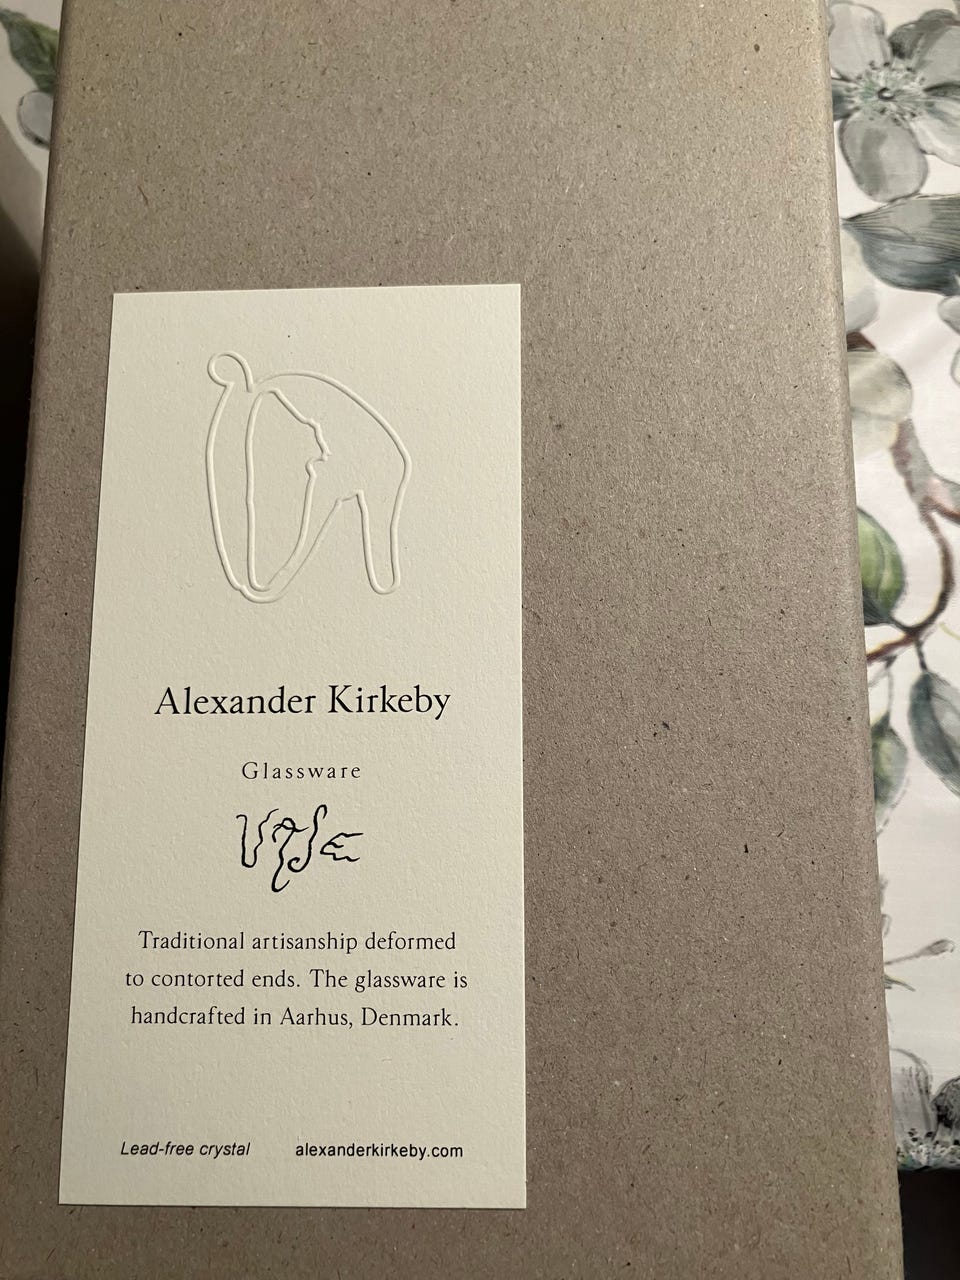 Alexander Kirkeby
Glassware
VASE
Traditional artisanship deformed
to contorted ends. The glassware is
handcrafted in Aarhus, Denmark.
Lead-free crystal alexanderkirkeby.com